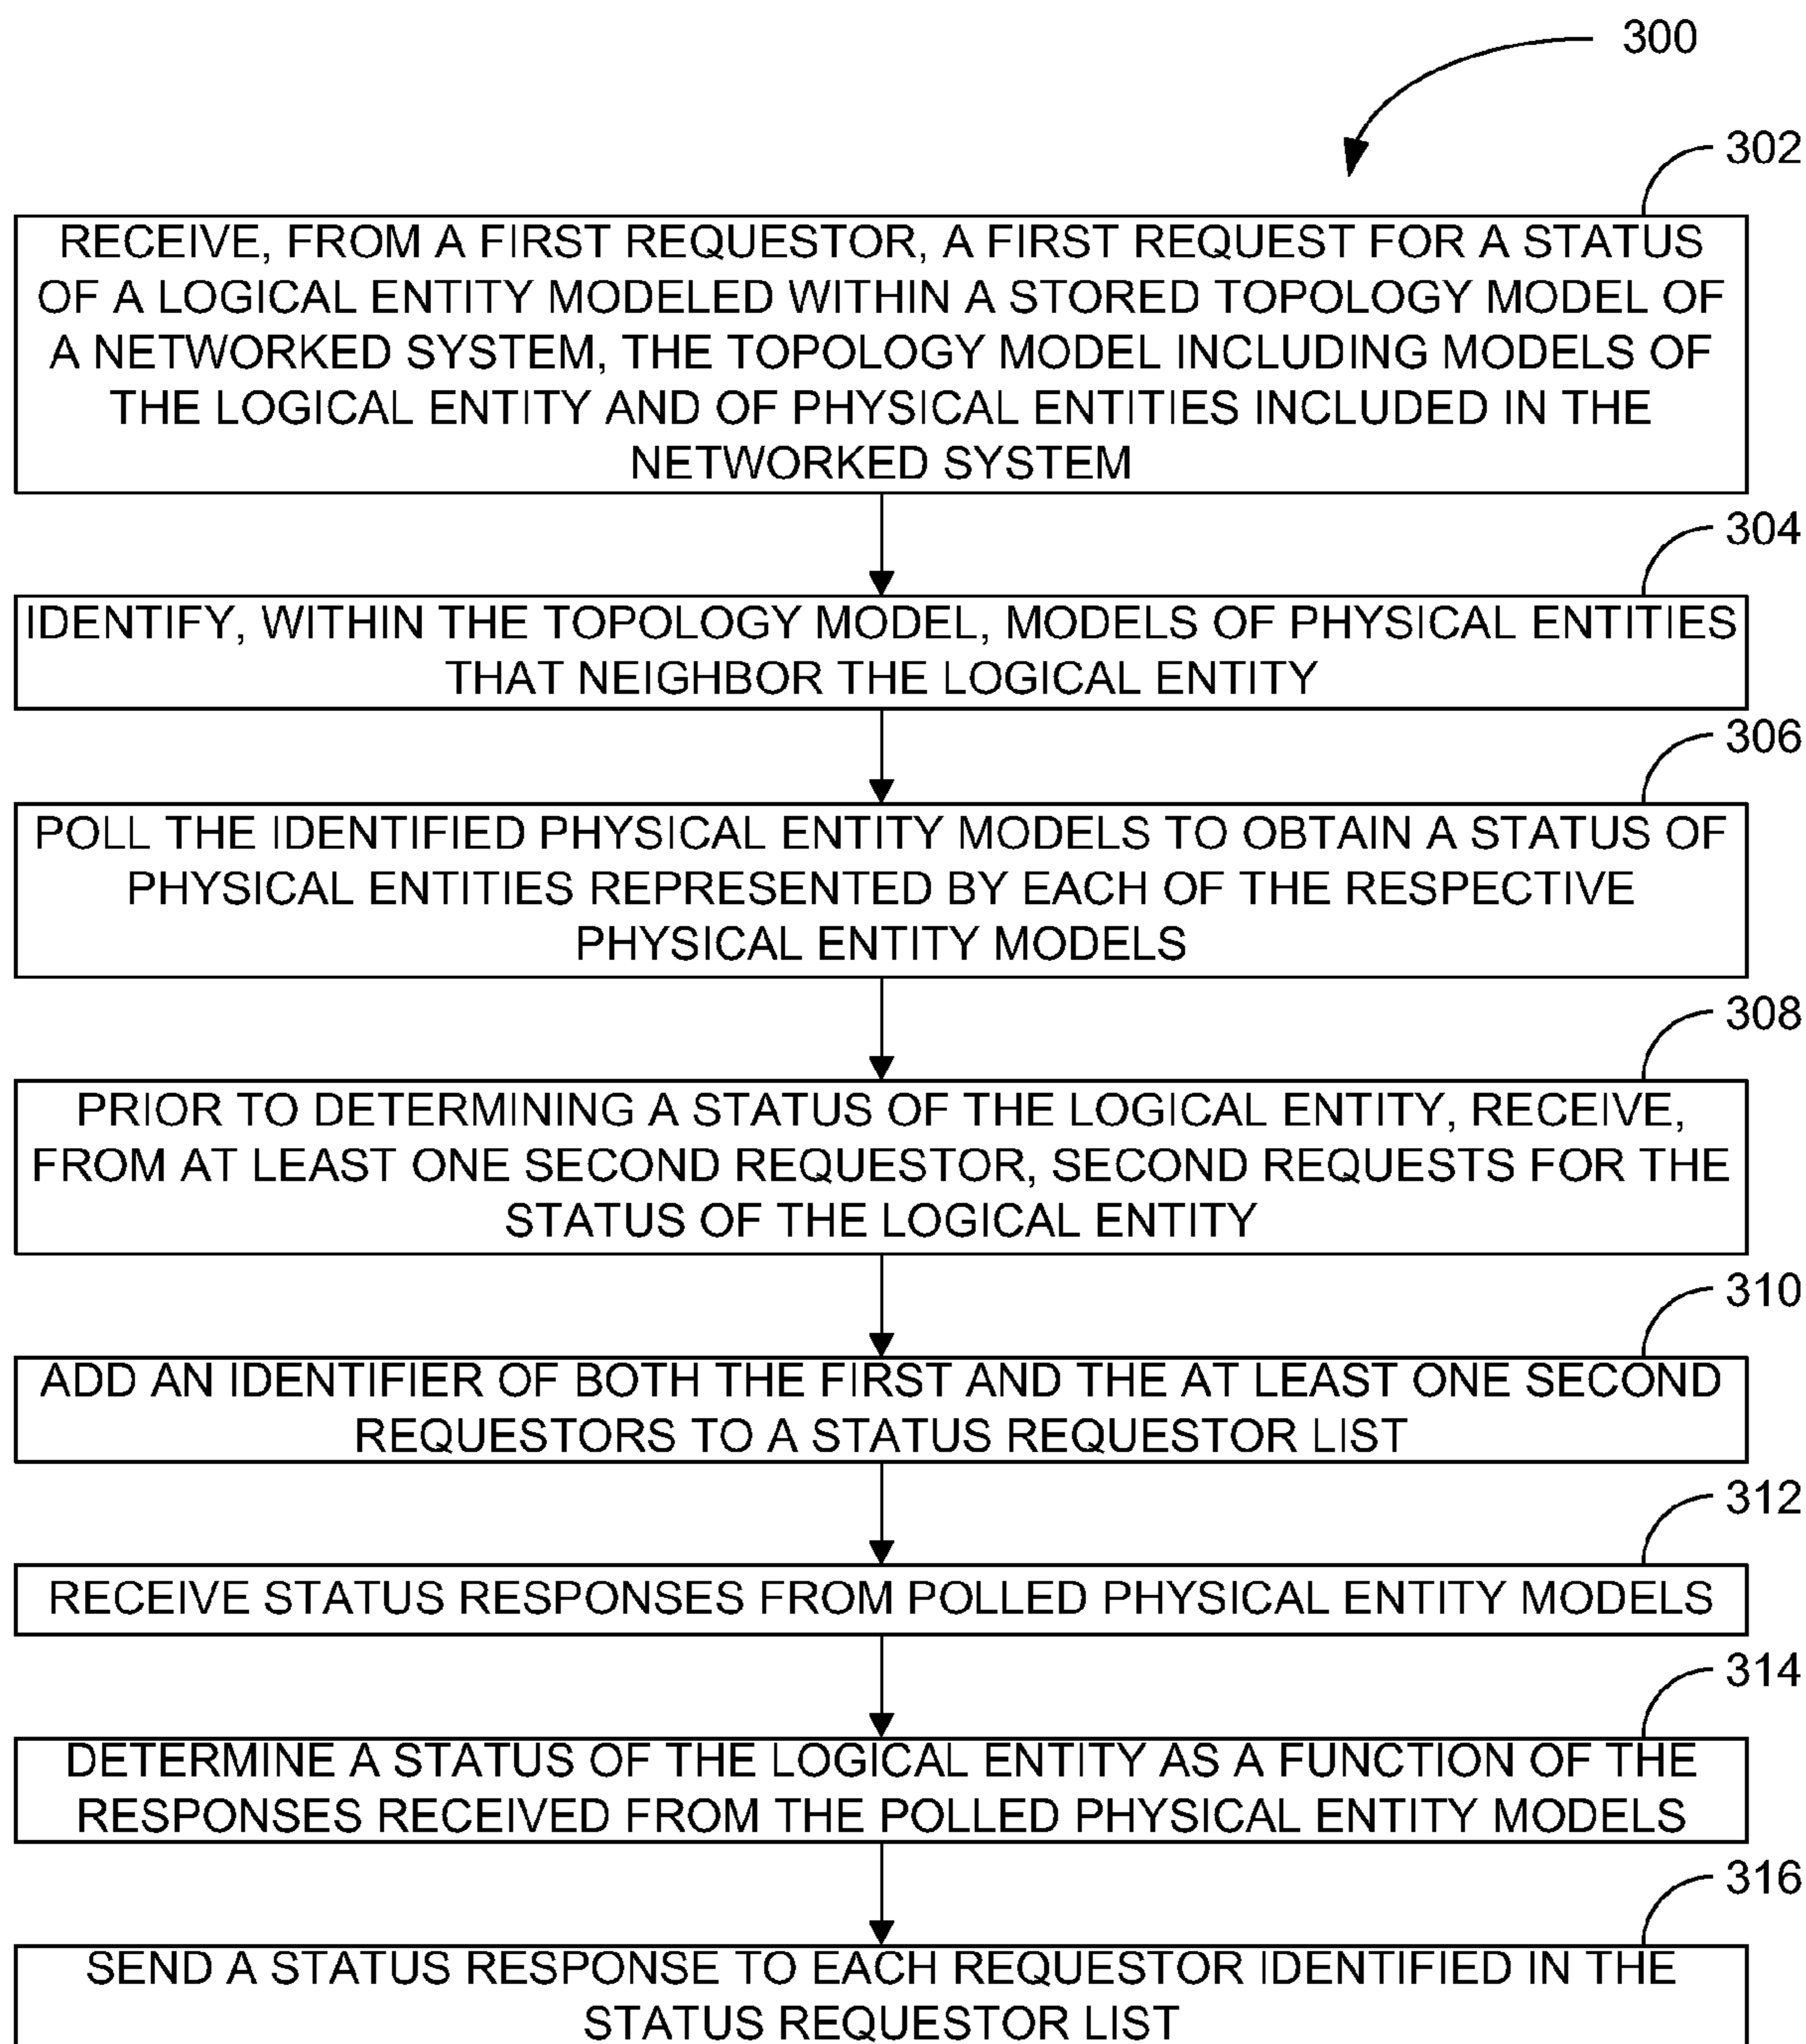 300
302
RECEIVE, FROM A FIRST REQUESTOR, A FIRST REQUEST FOR A STATUS
OF A LOGICAL ENTITY MODELED WITHIN A STORED TOPOLOGY MODEL OF
A NETWORKED SYSTEM, THE TOPOLOGY MODEL INCLUDING MODELS OF
THE LOGICAL ENTITY AND OF PHYSICAL ENTITIES INCLUDED IN THE
NETWORKED SYSTEM
304
IDENTIFY, WITHIN THE TOPOLOGY MODEL, MODELS OF PHYSICAL ENTITIES
THAT NEIGHBOR THE LOGICAL ENTITY
306
POLL THE IDENTIFIED PHYSICAL ENTITY MODELS TO OBTAIN A STATUS OF
PHYSICAL ENTITIES REPRESENTED BY EACH OF THE RESPECTIVE
PHYSICAL ENTITY MODELS
308
PRIOR TO DETERMINING A STATUS OF THE LOGICAL ENTITY, RECEIVE,
FROM AT LEAST ONE SECOND REQUESTOR, SECOND REQUESTS FOR THE
STATUS OF THE LOGICAL ENTITY
310
ADD AN IDENTIFIER OF BOTH THE FIRST AND THE AT LEAST ONE SECOND
REQUESTORS TO A STATUS REQUESTOR LIST
312
RECEIVE STATUS RESPONSES FROM POLLED PHYSICAL ENTITY MODELS
314
DETERMINE A STATUS OF THE LOGICAL ENTITY AS A FUNCTION OF THE
RESPONSES RECEIVED FROM THE POLLED PHYSICAL ENTITY MODELS
316
SEND A STATUS RESPONSE TO EACH REQUESTOR IDENTIFIED IN THE
STATUS REQUESTOR LIST